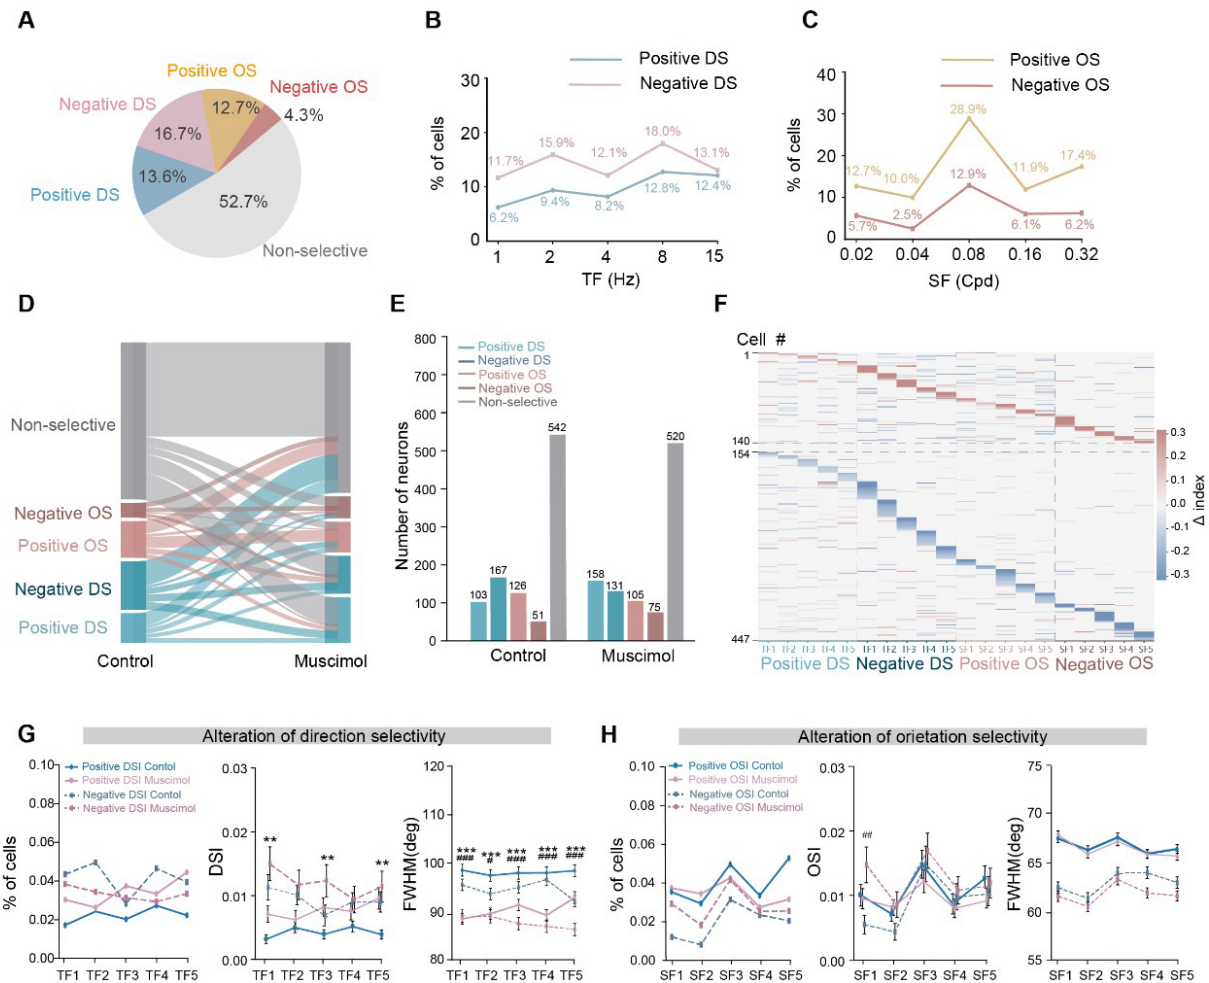 A
Positive OS
Negative OS
Negative DS
12.7%
4.3%
16.7%
Positive DS
13.6%
52.7%
Non-selective
B
Positive DS
Negative DS
% of cells
30
20
10
0
11.7%
15.9%
12.1%
18.0%
13.1%
6.2%
9.4%
8.2%
12.8%
12.4%
1 2 4 8 15
TF (Hz)
C
Positive OS
Negative OS
% of cells
40
30
20
10
0
12.7%
10.0%
28.9%
11.9%
17.4%
5.7%
2.5%
12.9%
6.1%
6.2%
0.02 0.04 0.08 0.16 0.32
SF (Cpd)
D
Non-selective
Negative OS
Positive OS
Negative DS
Positive DS
Control Muscimol
E
Number of neurons
800
700
600
500
400
300
200
100
0
Positive DS
Negative DS
Positive OS
Negative OS
Non-selective
103 167 126 51 542
158 131 105 75 520
Control Muscimol
F
Cell #
1
140
154
447
TF1 TF2 TF3 TF4 TF5 TF1 TF2 TF3 TF4 TF5 SF1 SF2 SF3 SF4 SF5 SF1 SF2 SF3 SF4 SF5
Positive DS Negative DS Positive OS Negative OS
0.3
0.2
0.1
0.0
-0.1
-0.2
-0.3
Δ index
G
Alteration of direction selectivity
Positive DSI Contol
Positive DSI Muscimol
Negative DSI Contol
Negative DSI Muscimol
% of cells
0.10
0.08
0.06
0.04
0.02
0.00
TF1 TF2 TF3 TF4 TF5
DSI
0.03
0.02
0.01
0.00
** ** **
TF1 TF2 TF3 TF4 TF5
FWHM(deg)
120
110
100
90
80
*** ** *** *** ***
### # ### ### ###
TF1 TF2 TF3 TF4 TF5
H
Alteration of orietation selectivity
Positive OSI Contol
Positive OSI Muscimol
Negative OSI Contol
Negative OSI Muscimol
% of cells
0.10
0.08
0.06
0.04
0.02
0.00
SF1 SF2 SF3 SF4 SF5
OSI
0.03
0.02
0.01
0.00
##
SF1 SF2 SF3 SF4 SF5
FWHM(deg)
75
70
65
60
55
SF1 SF2 SF3 SF4 SF5